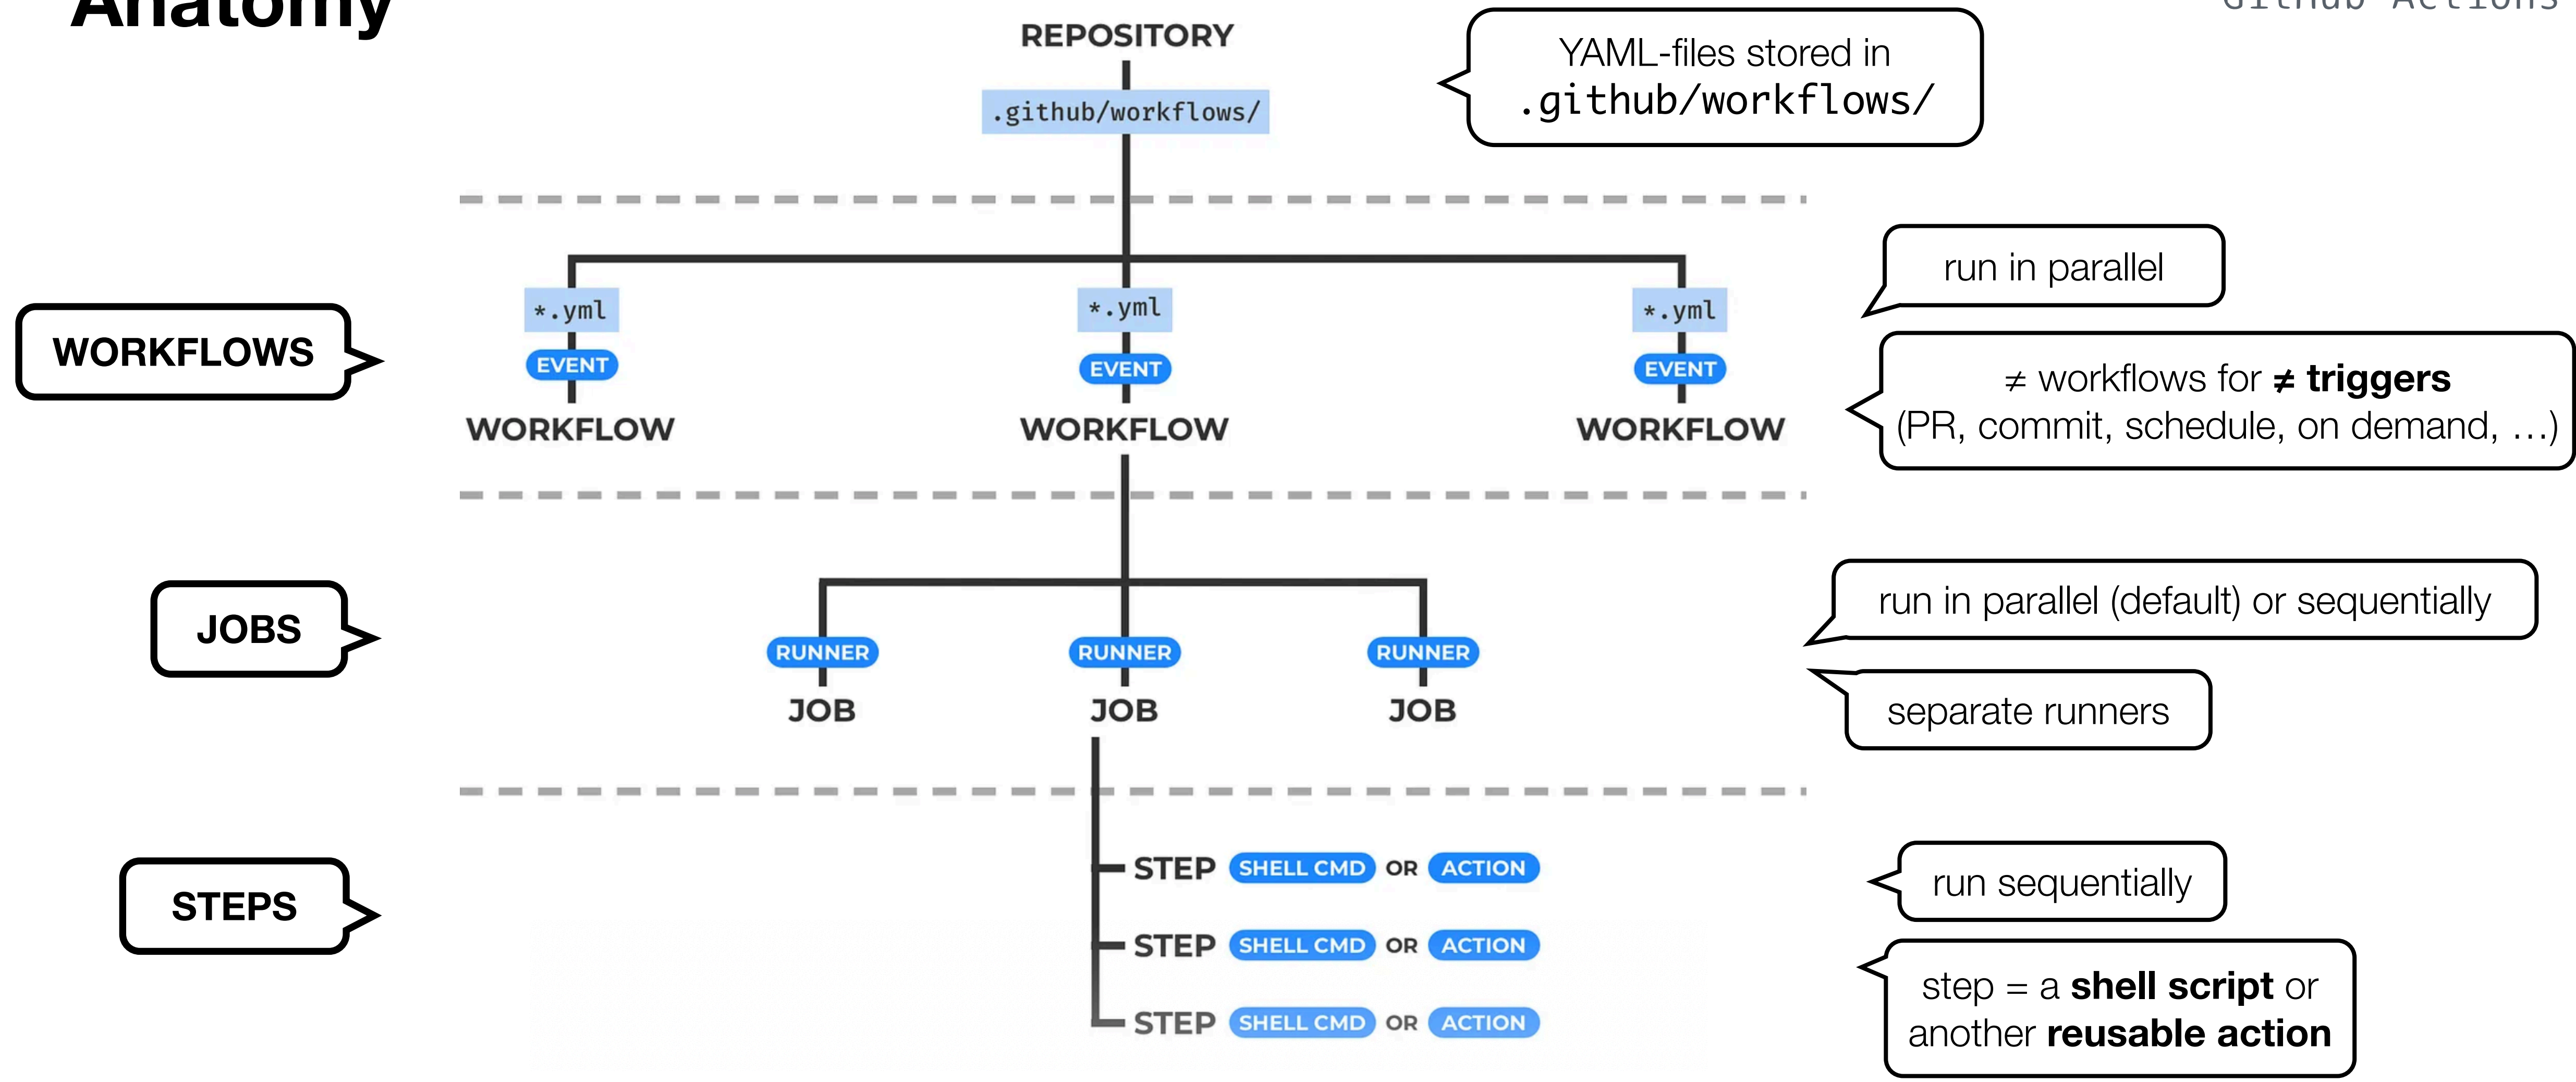 Anatomy
GitHub Actions
REPOSITORY
.github/workflows/
YAML-files stored in
.github/workflows/
WORKFLOWS
*.yml
*.yml
*.yml
EVENT
EVENT
EVENT
WORKFLOW
WORKFLOW
WORKFLOW
run in parallel
≠ workflows for ≠ triggers
(PR, commit, schedule, on demand, …)
JOBS
RUNNER
RUNNER
RUNNER
JOB
JOB
JOB
run in parallel (default) or sequentially
separate runners
STEPS
STEP SHELL CMD OR ACTION
STEP SHELL CMD OR ACTION
STEP SHELL CMD OR ACTION
run sequentially
step = a shell script or
another reusable action